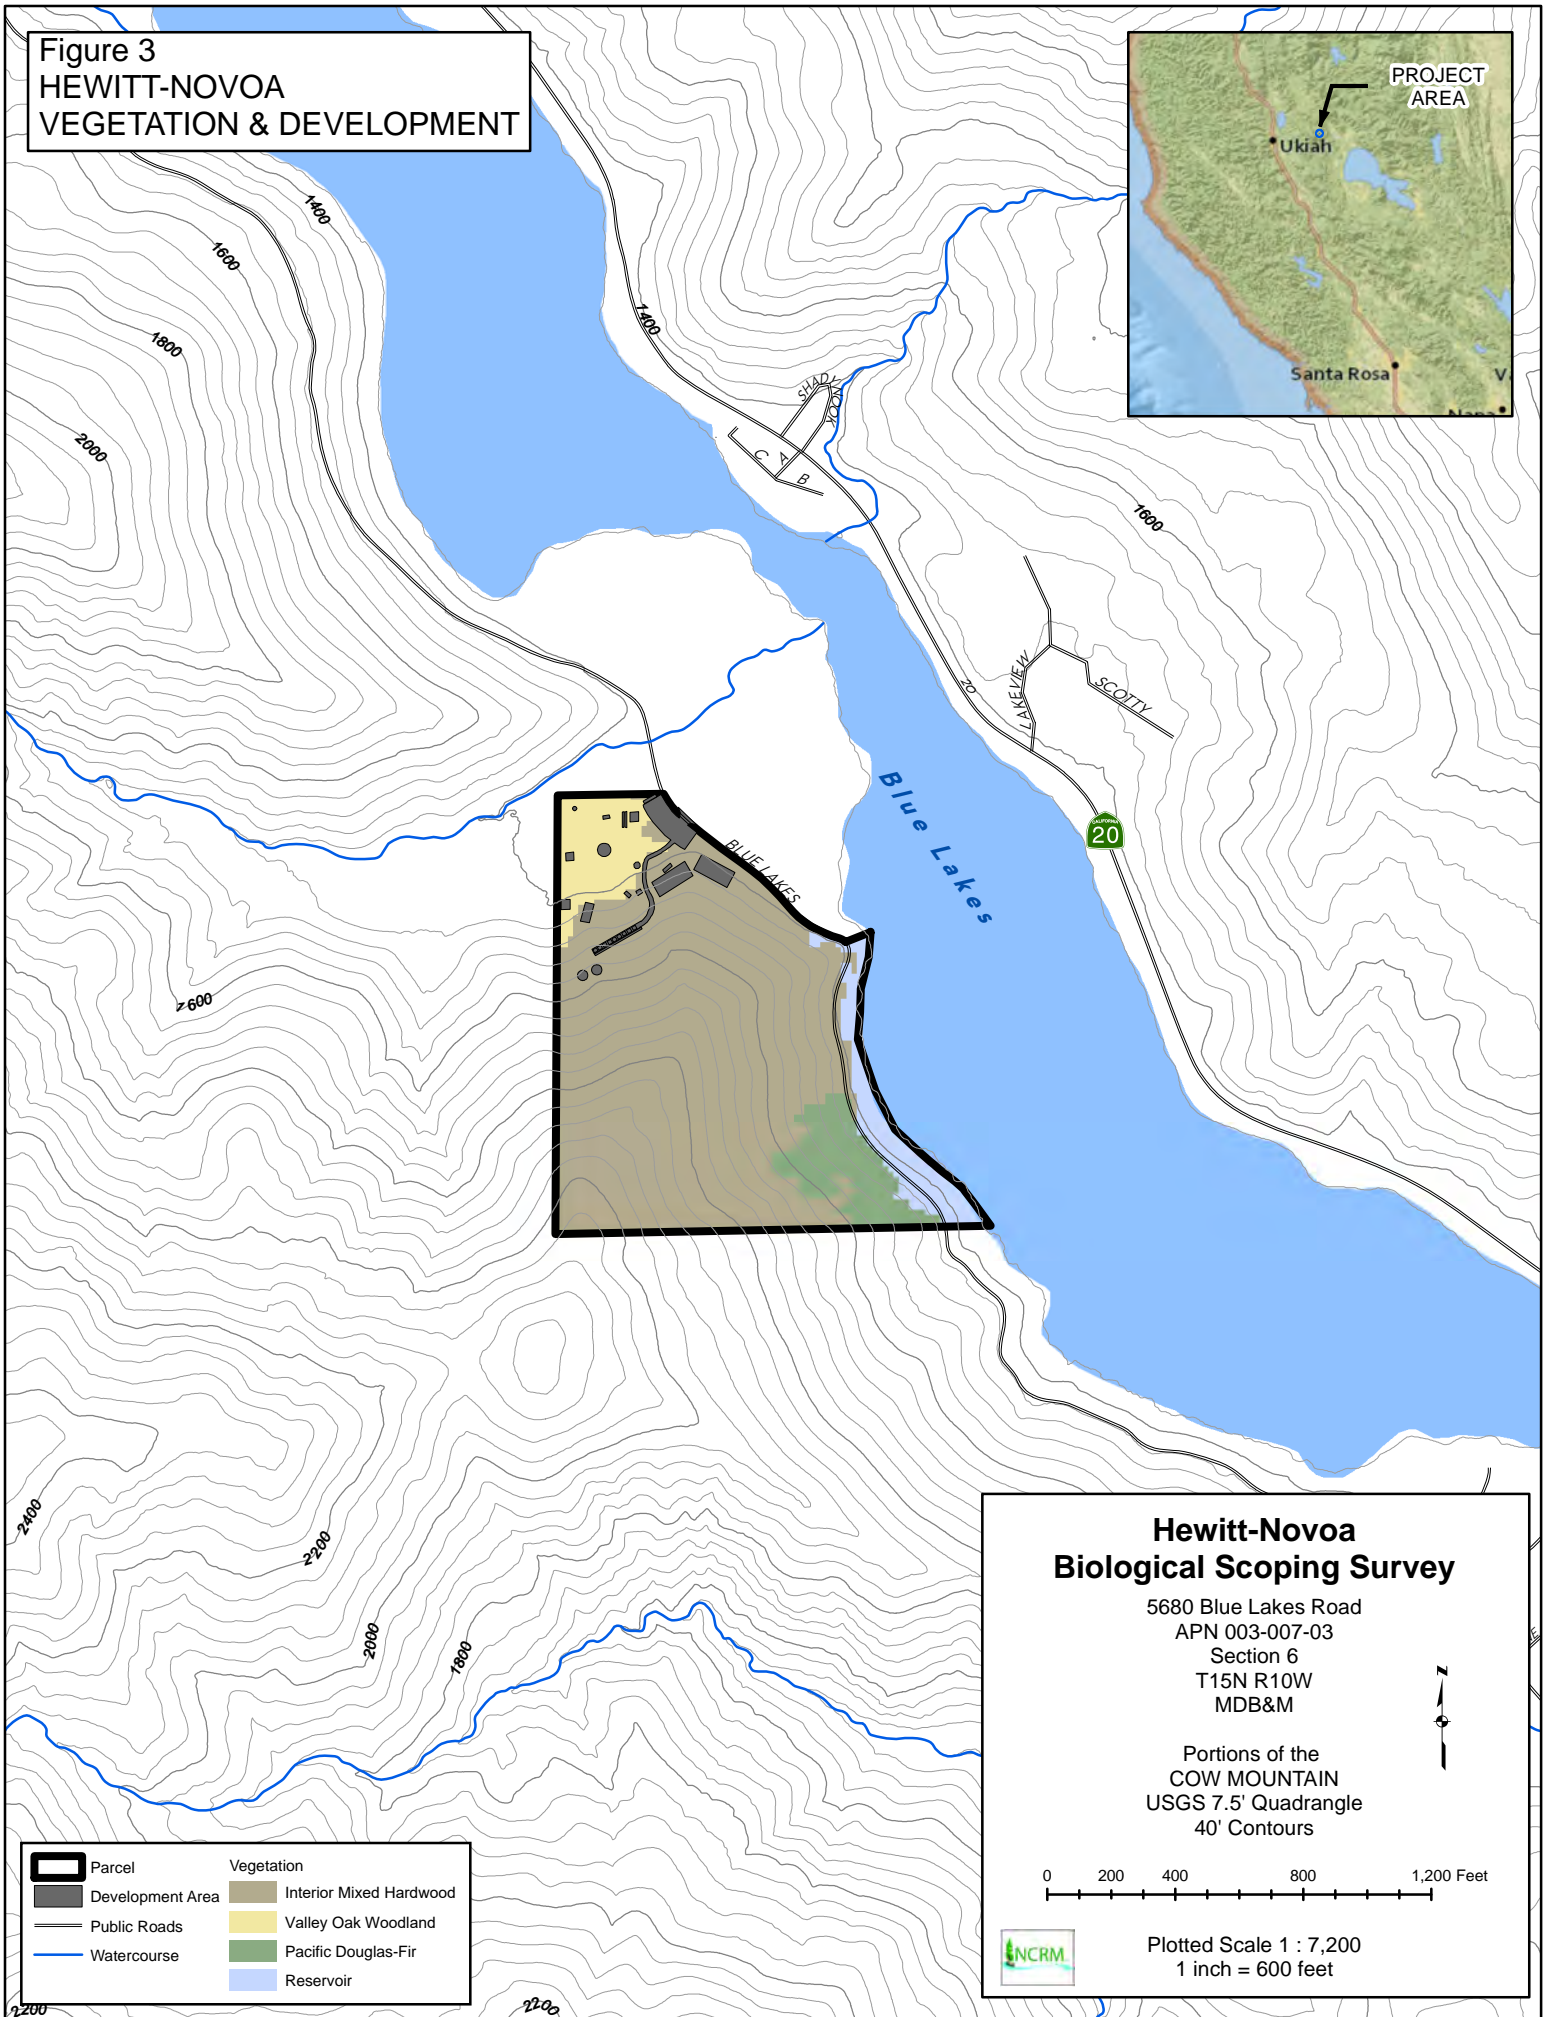 Figure 3
HEWITT-NOVOA
VEGETATION & DEVELOPMENT
PROJECT
AREA
Ukiah
Santa Rosa
Napa
1400
1600
1800
2000
1400
SHADY NOOK
C A B
1600
LAKEVIEW
SCOTTY
20
Blue Lakes
CALIFORNIA
20
BLUE LAKES
600
2400
2200
2000
1800
2200
2200
Hewitt-Novoa
Biological Scoping Survey
5680 Blue Lakes Road
APN 003-007-03
Section 6
T15N R10W
MDB&M
N
Portions of the
COW MOUNTAIN
USGS 7.5' Quadrangle
40' Contours
0 200 400 800 1,200 Feet
NCRM
Plotted Scale 1 : 7,200
1 inch = 600 feet
Parcel
Development Area
Public Roads
Watercourse
Vegetation
Interior Mixed Hardwood
Valley Oak Woodland
Pacific Douglas-Fir
Reservoir